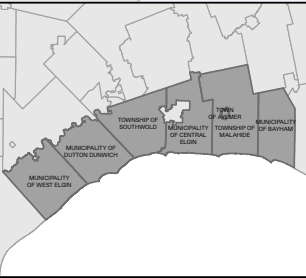 MUNICIPALITY
OF WEST ELGIN
MUNICIPALITY OF
DUTTON DUNWICH
TOWNSHIP OF
SOUTHWOLD
MUNICIPALITY
OF CENTRAL
ELGIN
TOWN
OF AYLMER
TOWNSHIP OF
MALAHIDE
MUNICIPALITY
OF BAYHAM